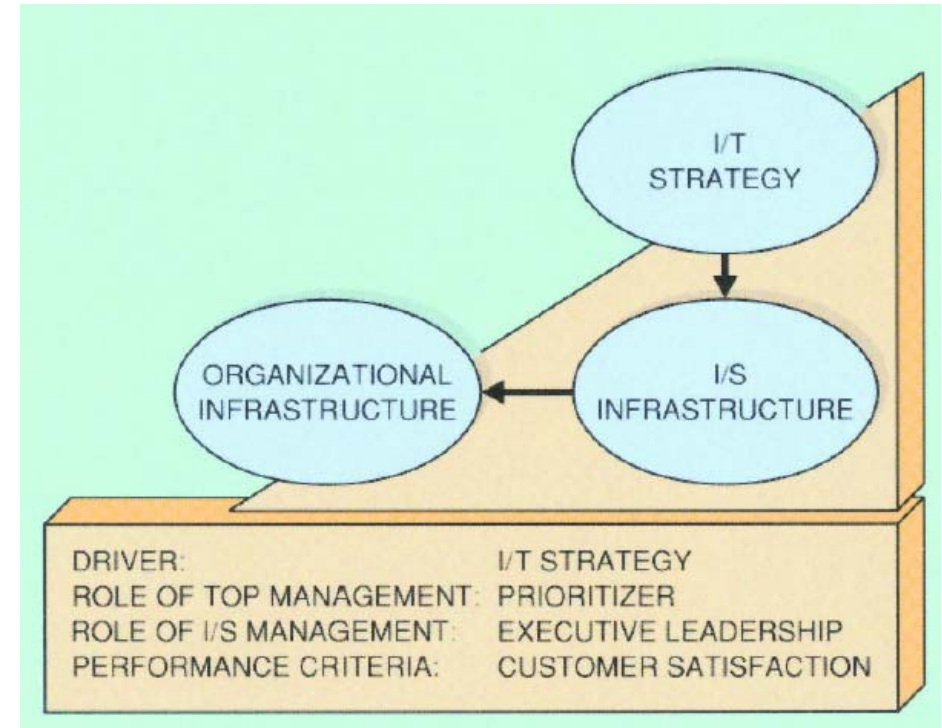 I/T
STRATEGY
ORGANIZATIONAL
INFRASTRUCTURE
I/S
INFRASTRUCTURE
DRIVER: I/T STRATEGY
ROLE OF TOP MANAGEMENT: PRIORITIZER
ROLE OF I/S MANAGEMENT: EXECUTIVE LEADERSHIP
PERFORMANCE CRITERIA: CUSTOMER SATISFACTION